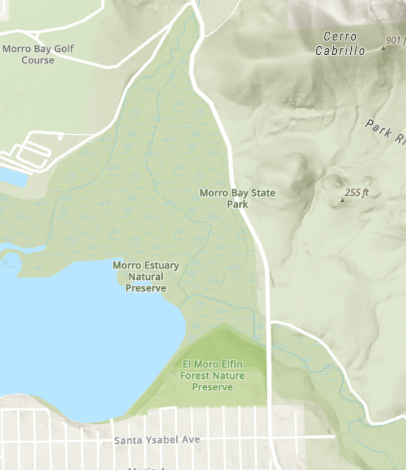 Cerro
Cabrillo
901 f
Morro Bay Golf
Course
Park Ri
Morro Bay State
Park
255 ft
Morro Estuary
Natural
Preserve
El Moro Elfin
Forest Nature
Preserve
Santa Ysabel Ave